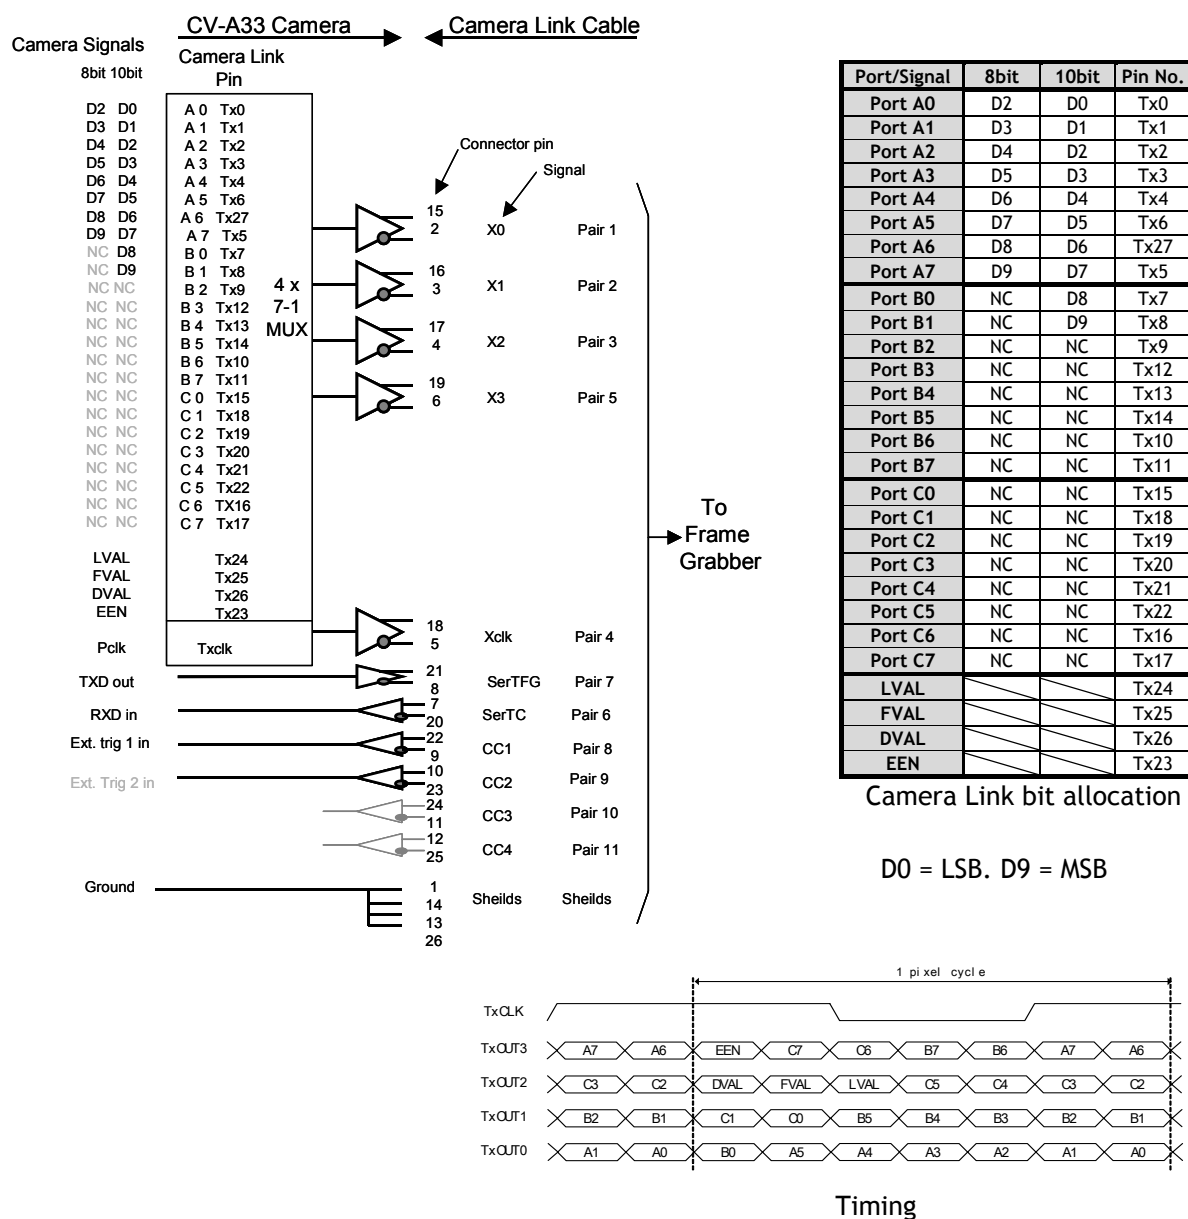 CV-A33 Camera
Camera Link Cable
Camera Signals
Camera Link
Pin
8bit 10bit
D2 D0 A 0 Tx0
D3 D1 A 1 Tx1
D4 D2 A 2 Tx2
D5 D3 A 3 Tx3
D6 D4 A 4 Tx4
D7 D5 A 5 Tx6
D8 D6 A 6 Tx27
D9 D7 A 7 Tx5
NC D8 B 0 Tx7
NC D9 B 1 Tx8
NC NC B 2 Tx9
NC NC B 3 Tx12
NC NC B 4 Tx13
NC NC B 5 Tx14
NC NC B 6 Tx10
NC NC B 7 Tx11
NC NC C 0 Tx15
NC NC C 1 Tx18
NC NC C 2 Tx19
NC NC C 3 Tx20
NC NC C 4 Tx21
NC NC C 5 Tx22
NC NC C 6 TX16
NC NC C 7 Tx17
LVAL Tx24
FVAL Tx25
DVAL Tx26
EEN Tx23
Pclk Txclk
4 x
7-1
MUX
Connector pin
Signal
15
2 X0 Pair 1
16
3 X1 Pair 2
17
4 X2 Pair 3
19
6 X3 Pair 5
18
5 Xclk Pair 4
TXD out
21
8 SerTFG Pair 7
RXD in
7
20 SerTC Pair 6
Ext. trig 1 in
22
9 CC1 Pair 8
Ext. Trig 2 in
10
23 CC2 Pair 9
24
11 CC3 Pair 10
12
25 CC4 Pair 11
Ground
1
14
13
26
Sheilds Sheilds
To
Frame
Grabber
Port/Signal 8bit 10bit Pin No.
Port A0 D2 D0 Tx0
Port A1 D3 D1 Tx1
Port A2 D4 D2 Tx2
Port A3 D5 D3 Tx3
Port A4 D6 D4 Tx4
Port A5 D7 D5 Tx6
Port A6 D8 D6 Tx27
Port A7 D9 D7 Tx5
Port B0 NC D8 Tx7
Port B1 NC D9 Tx8
Port B2 NC NC Tx9
Port B3 NC NC Tx12
Port B4 NC NC Tx13
Port B5 NC NC Tx14
Port B6 NC NC Tx10
Port B7 NC NC Tx11
Port C0 NC NC Tx15
Port C1 NC NC Tx18
Port C2 NC NC Tx19
Port C3 NC NC Tx20
Port C4 NC NC Tx21
Port C5 NC NC Tx22
Port C6 NC NC Tx16
Port C7 NC NC Tx17
LVAL Tx24
FVAL Tx25
DVAL Tx26
EEN Tx23
Camera Link bit allocation
D0 = LSB. D9 = MSB
1 pixel cycle
TxCLK
TxOUT3 A7 A6 EEN C7 C6 B7 B6 A7 A6
TxOUT2 C3 C2 DVAL FVAL LVAL C5 C4 C3 C2
TxOUT1 B2 B1 C1 C0 B5 B4 B3 B2 B1
TxOUT0 A1 A0 B0 A5 A4 A3 A2 A1 A0
Timing